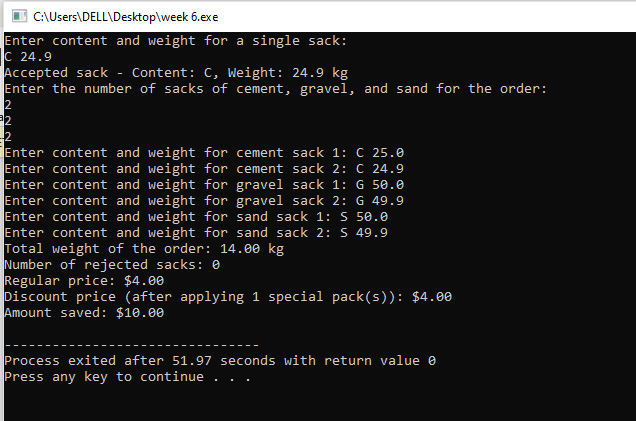 C:\Users\DELL\Desktop\week 6.exe
Enter content and weight for a single sack:
C 24.9
Accepted sack - Content: C, Weight: 24.9 kg
Enter the number of sacks of cement, gravel, and sand for the order:
2
2
2
Enter content and weight for cement sack 1: C 25.0
Enter content and weight for cement sack 2: C 24.9
Enter content and weight for gravel sack 1: G 50.0
Enter content and weight for gravel sack 2: G 49.9
Enter content and weight for sand sack 1: S 50.0
Enter content and weight for sand sack 2: S 49.9
Total weight of the order: 14.00 kg
Number of rejected sacks: 0
Regular price: $4.00
Discount price (after applying 1 special pack(s)): $4.00
Amount saved: $10.00
--------------------------------
Process exited after 51.97 seconds with return value 0
Press any key to continue . . .